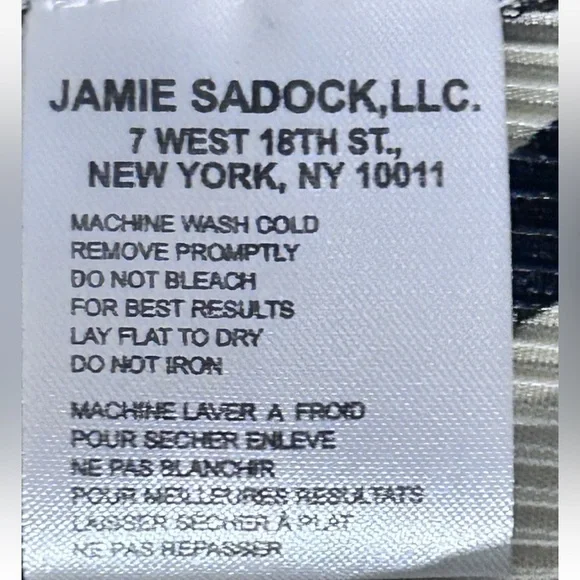 JAMIE SADOCK,LLC.
7 WEST 18TH ST.,
NEW YORK, NY 10011
MACHINE WASH COLD
REMOVE PROMPTLY
DO NOT BLEACH
FOR BEST RESULTS
LAY FLAT TO DRY
DO NOT IRON
MACHINE LAVER A FROID
POUR SECHER ENLEVE
NE PAS BLANCHIR
POUR MEILLEURES RESULTATS
LAISSER SECHER À PLAT
NE PAS REPASSER